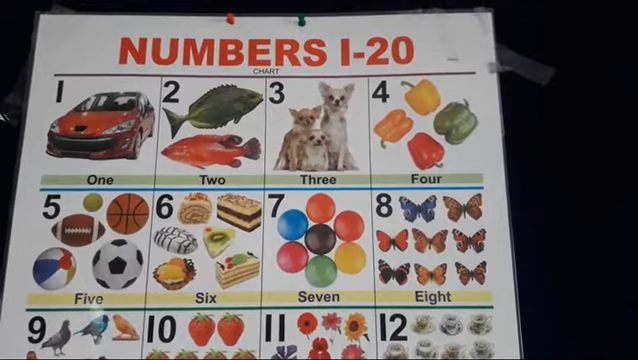 NUMBERS 1-20
CHART
1 2 3 4
One Two Three Four
5 6 7 8
Five Six Seven Eight
9 10 11 12